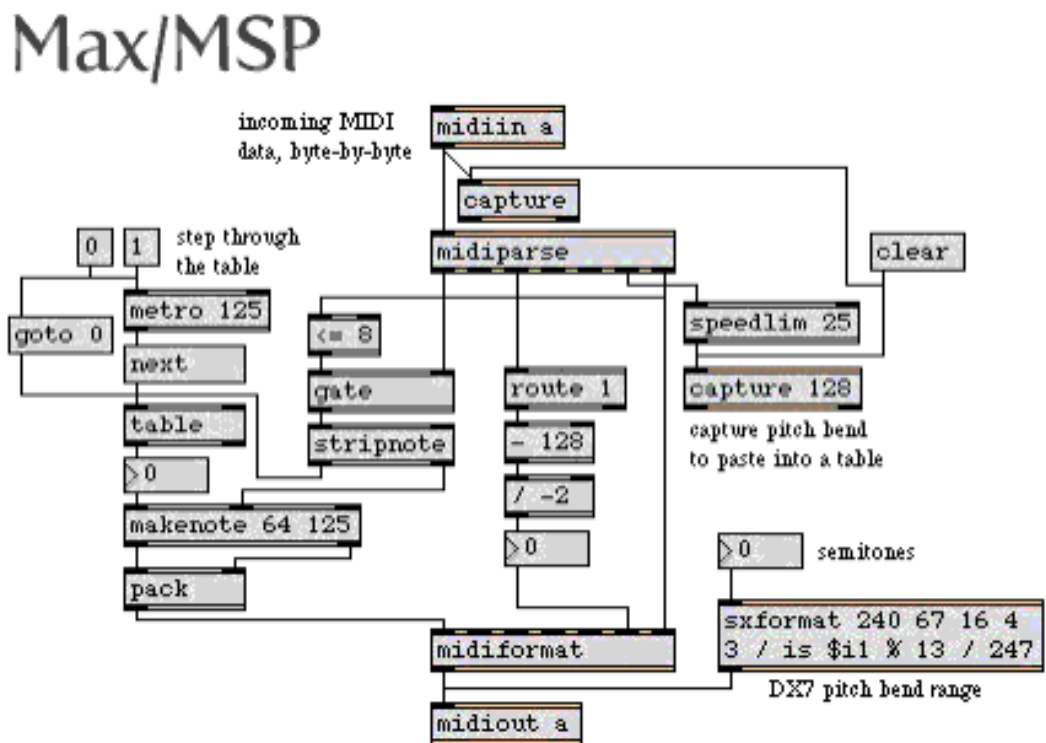 Max/MSP
incoming MIDI
data, byte-by-byte
midiin a
capture
0
1
step through
the table
midiparse
clear
metro 125
goto 0
<= 8
speedlim 25
next
gate
route 1
capture 128
table
stripnote
- 128
capture pitch bend
to paste into a table
0
/ -2
makenote 64 125
0
0
semitones
pack
sxformat 240 67 16 4
3 / is $i1 % 13 / 247
midiformat
DX7 pitch bend range
midiout a